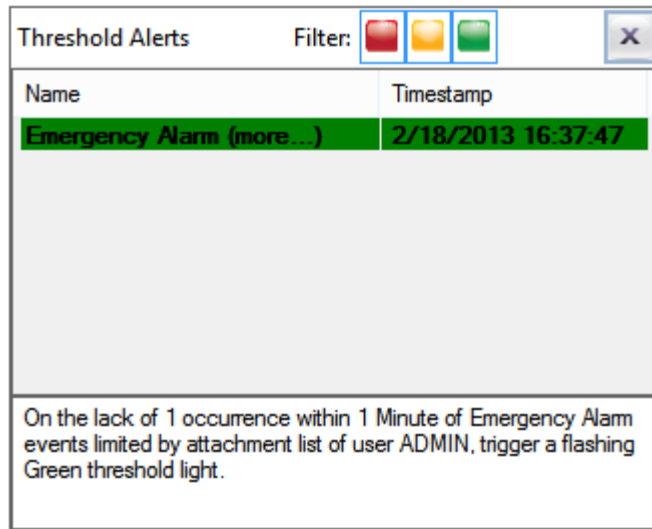 Threshold Alerts Filter: X
Name Timestamp
Emergency Alarm (more...) 2/18/2013 16:37:47
On the lack of 1 occurrence within 1 Minute of Emergency Alarm
events limited by attachment list of user ADMIN, trigger a flashing
Green threshold light.